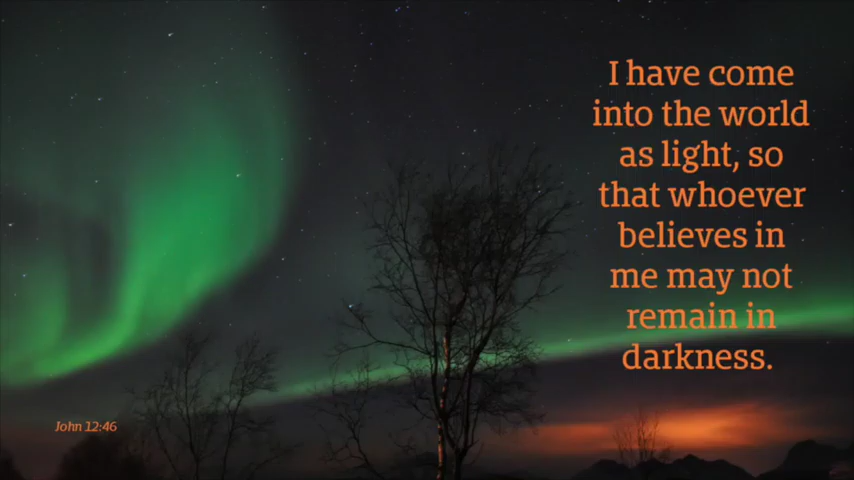 I have come
into the world
as light, so
that whoever
believes in
me may not
remain in
darkness.
John 12:46